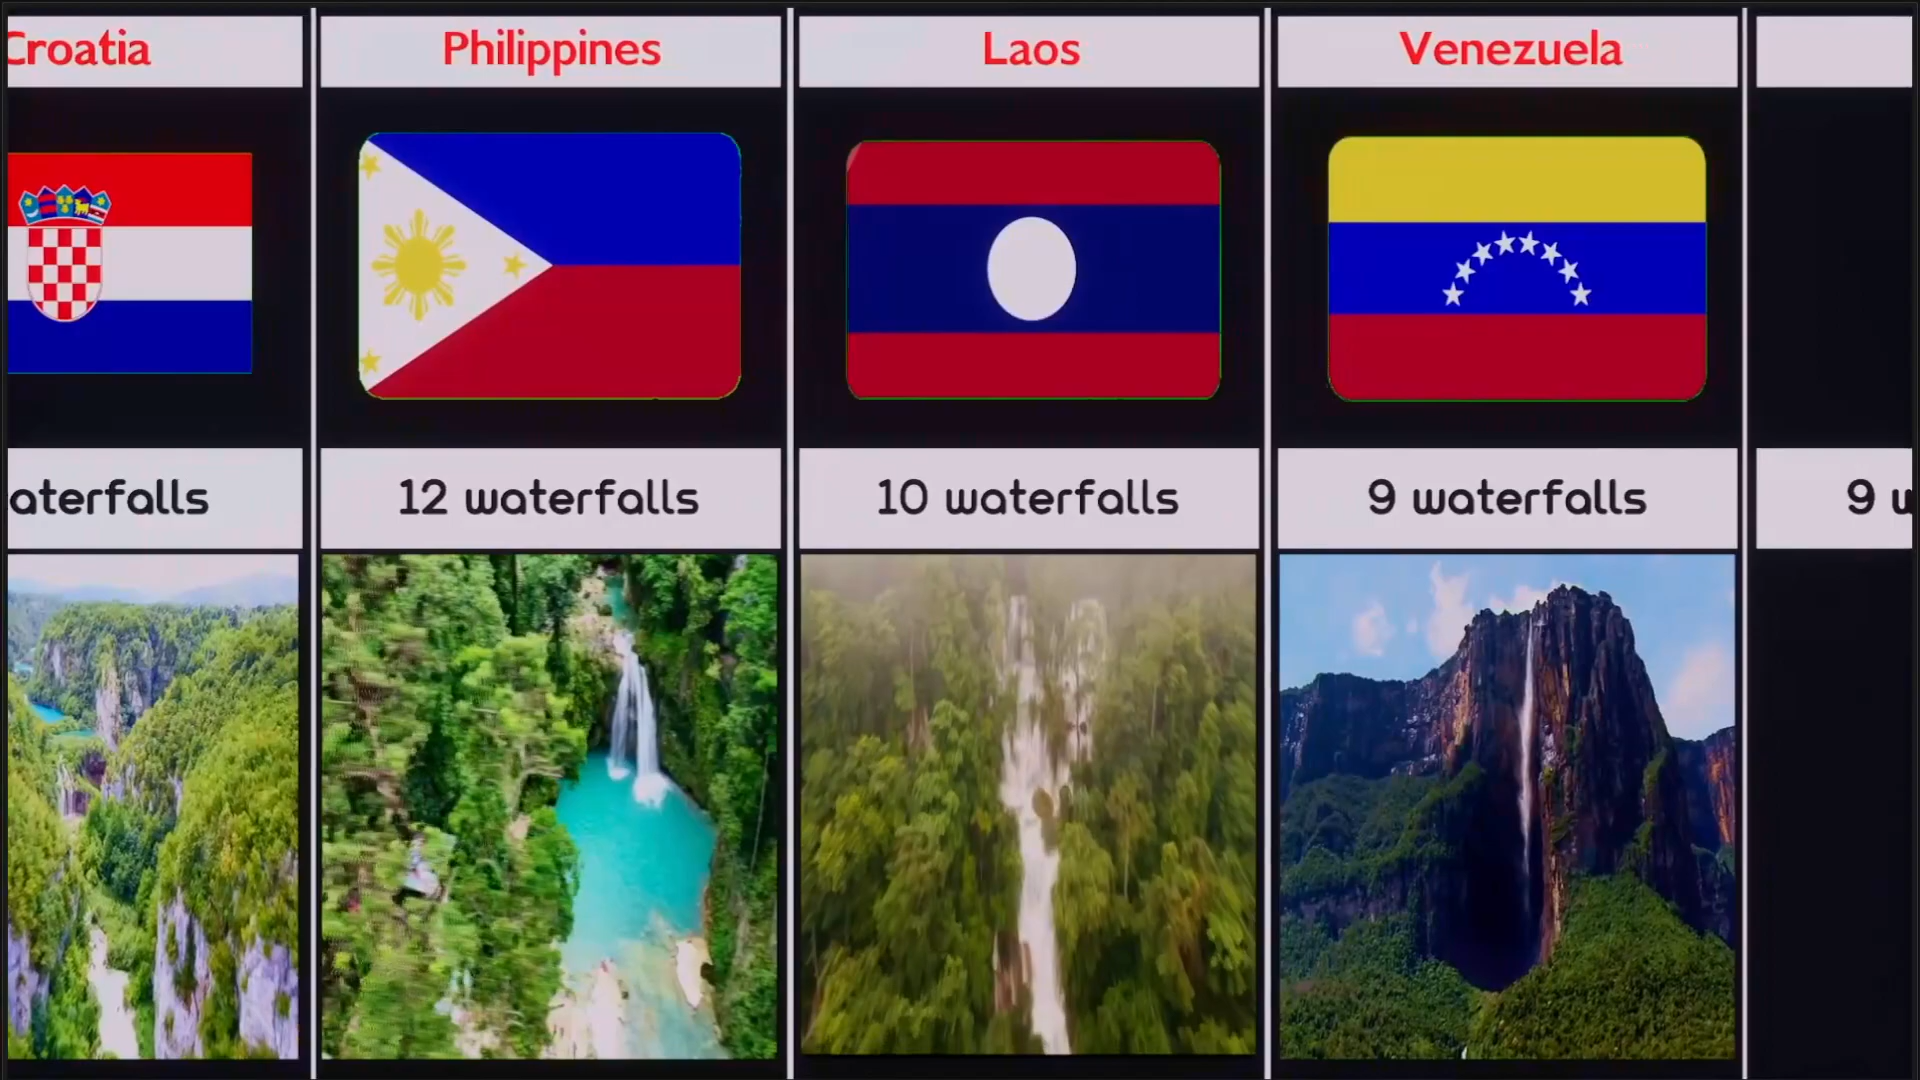 Croatia
Philippines
Laos
Venezuela
aterfalls
12 waterfalls
10 waterfalls
9 waterfalls
9 w